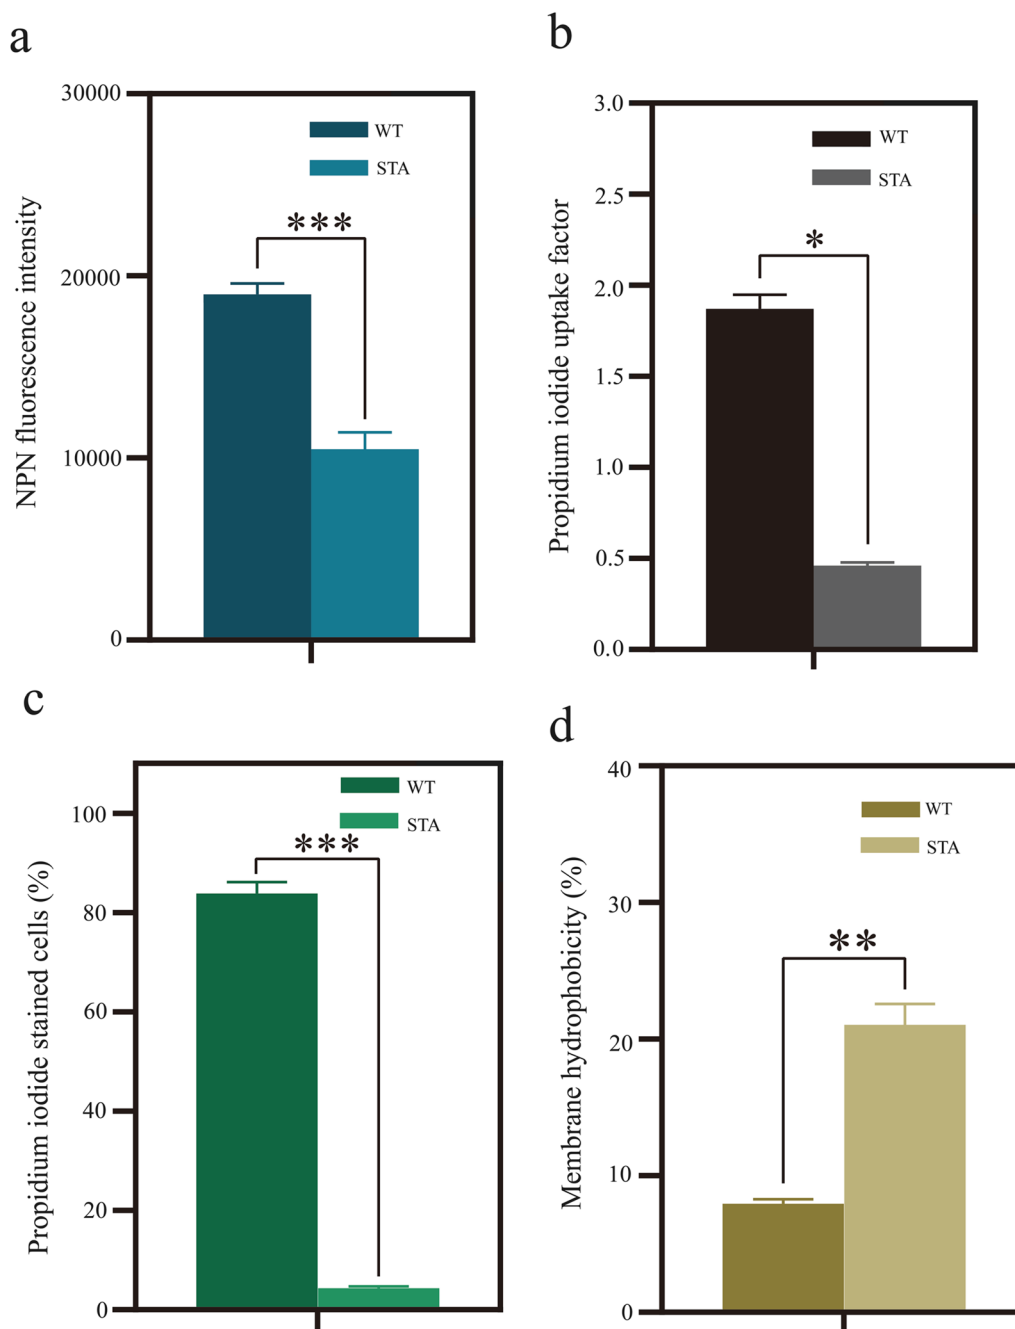 a
30000
20000
10000
0
NPN fluorescence intensity
WT
STA
***
b
3.0
2.5
2.0
1.5
1.0
0.5
0.0
Propidium iodide uptake factor
WT
STA
*
c
100
80
60
40
20
0
Propidium iodide stained cells (%)
WT
STA
***
d
40
30
20
10
0
Membrane hydrophobicity (%)
WT
STA
**